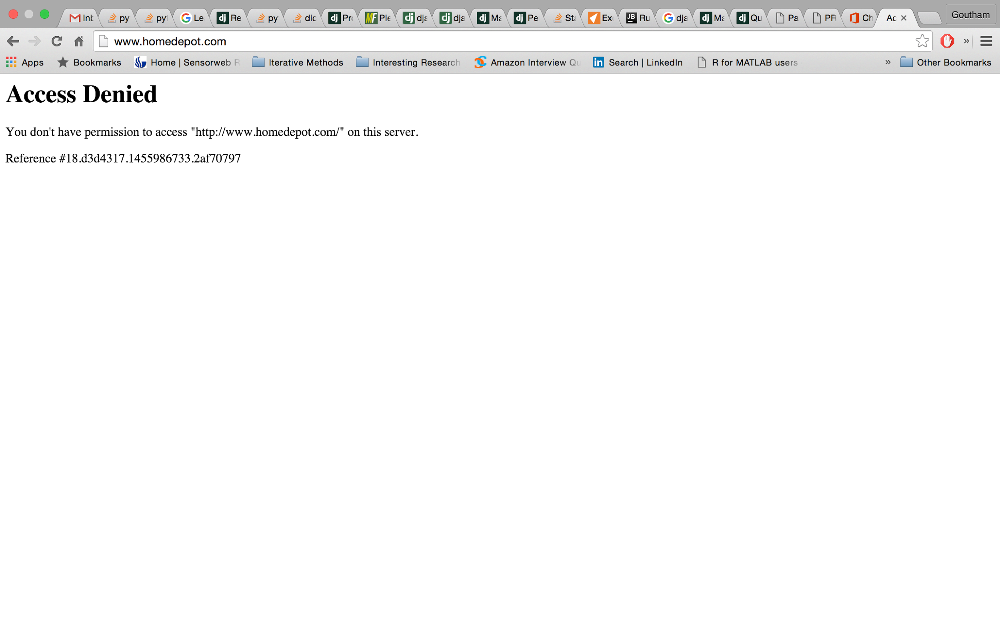 Inb py pyt Le Re py dic Pro Ple dja dja Ma Pe Sta Ex Ru dja Ma Qu Pa PR Ch Ac Goutham
www.homedepot.com
Apps Bookmarks Home | Sensorweb R Iterative Methods Interesting Research Amazon Interview Qu Search | LinkedIn R for MATLAB users » Other Bookmarks
Access Denied
You don't have permission to access "http://www.homedepot.com/" on this server.
Reference #18.d3d4317.1455986733.2af70797